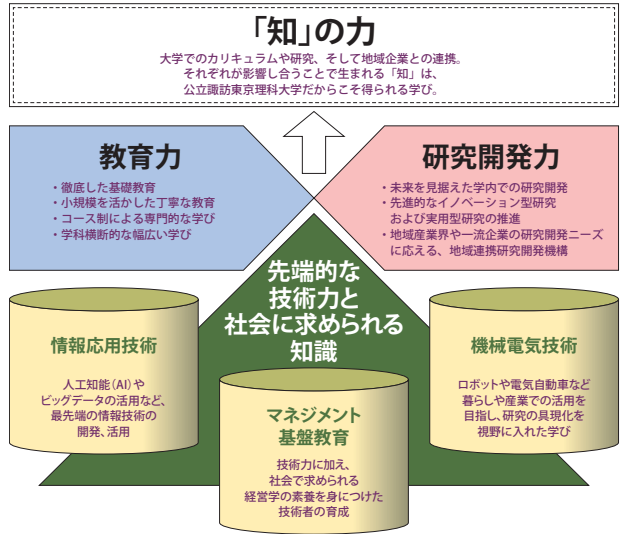 「知」の力
大学でのカリキュラムや研究、そして地域企業との連携。
それぞれが影響し合うことで生まれる「知」は、
公立諏訪東京理科大学だからこそ得られる学び。
教育力
・徹底した基礎教育
・小規模を活かした丁寧な教育
・コース制による専門的な学び
・学科横断的な幅広い学び
研究開発力
・未来を見据えた学内での研究開発
・先進的なイノベーション型研究
および実用型研究の推進
・地域産業界や一流企業の研究開発ニーズ
に応える、地域連携研究開発機構
先端的な
技術力と
社会に求められる
知識
情報応用技術
人工知能(AI)や
ビッグデータの活用など、
最先端の情報技術の
開発、活用
マネジメント
基盤教育
技術力に加え、
社会で求められる
経営学の素養を身につけた
技術者の育成
機械電気技術
ロボットや電気自動車など
暮らしや産業での活用を
目指し、研究の具現化を
視野に入れた学び